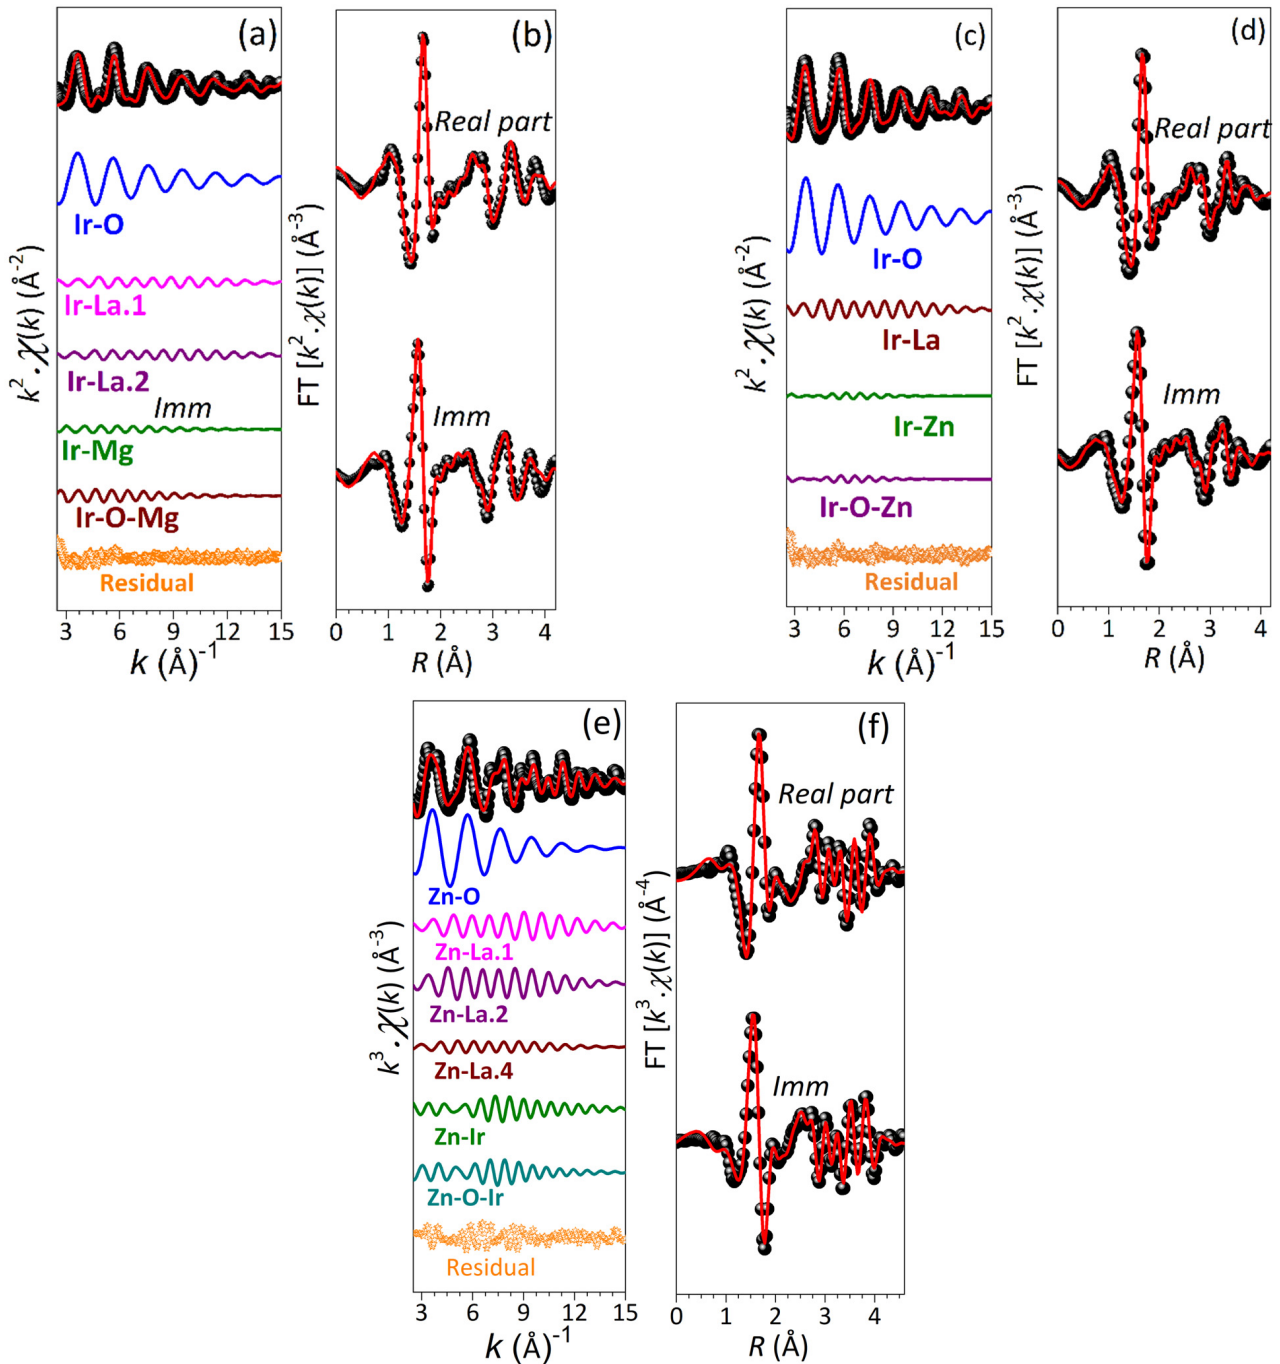 (a)
k².χ(k) (Å⁻²)
Ir-O
Ir-La.1
Ir-La.2
Imm
Ir-Mg
Ir-O-Mg
Residual
3 6 9 12 15
k (Å)⁻¹
(b)
FT [k².χ(k)] (Å⁻³)
Real part
Imm
0 1 2 3 4
R (Å)
(c)
k².χ(k) (Å⁻²)
Ir-O
Ir-La
Ir-Zn
Ir-O-Zn
Residual
3 6 9 12 15
k (Å)⁻¹
(d)
FT [k².χ(k)] (Å⁻³)
Real part
Imm
0 1 2 3 4
R (Å)
(e)
k³.χ(k) (Å⁻³)
Zn-O
Zn-La.1
Zn-La.2
Zn-La.4
Zn-Ir
Zn-O-Ir
Residual
3 6 9 12 15
k (Å)⁻¹
(f)
FT [k³.χ(k)] (Å⁻⁴)
Real part
Imm
0 1 2 3 4
R (Å)